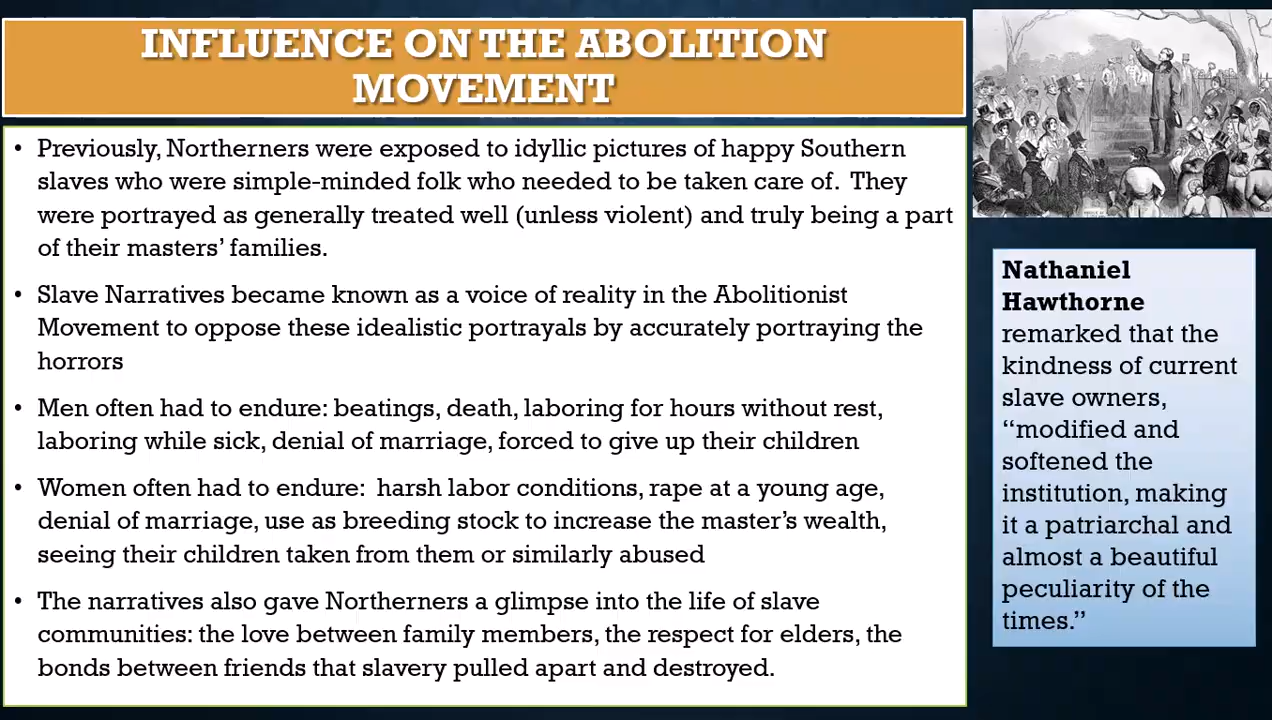 INFLUENCE ON THE ABOLITION
MOVEMENT
• Previously, Northerners were exposed to idyllic pictures of happy Southern
slaves who were simple-minded folk who needed to be taken care of.  They
were portrayed as generally treated well (unless violent) and truly being a part
of their masters’ families.
• Slave Narratives became known as a voice of reality in the Abolitionist
Movement to oppose these idealistic portrayals by accurately portraying the
horrors
• Men often had to endure: beatings, death, laboring for hours without rest,
laboring while sick, denial of marriage, forced to give up their children
• Women often had to endure:  harsh labor conditions, rape at a young age,
denial of marriage, use as breeding stock to increase the master’s wealth,
seeing their children taken from them or similarly abused
• The narratives also gave Northerners a glimpse into the life of slave
communities: the love between family members, the respect for elders, the
bonds between friends that slavery pulled apart and destroyed.
Nathaniel
Hawthorne
remarked that the
kindness of current
slave owners,
“modified and
softened the
institution, making
it a patriarchal and
almost a beautiful
peculiarity of the
times.”